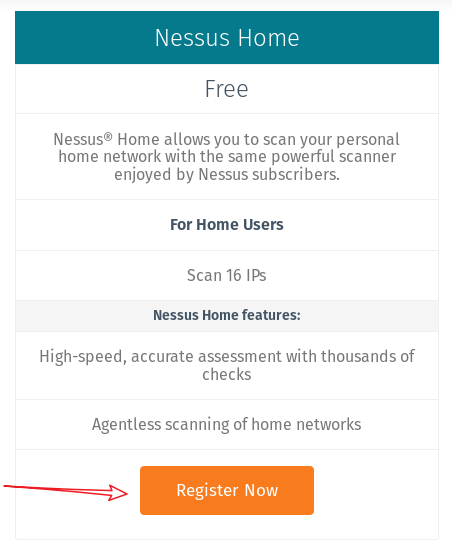 Nessus Home
Free
Nessus® Home allows you to scan your personal
home network with the same powerful scanner
enjoyed by Nessus subscribers.
For Home Users
Scan 16 IPs
Nessus Home features:
High-speed, accurate assessment with thousands of
checks
Agentless scanning of home networks
Register Now